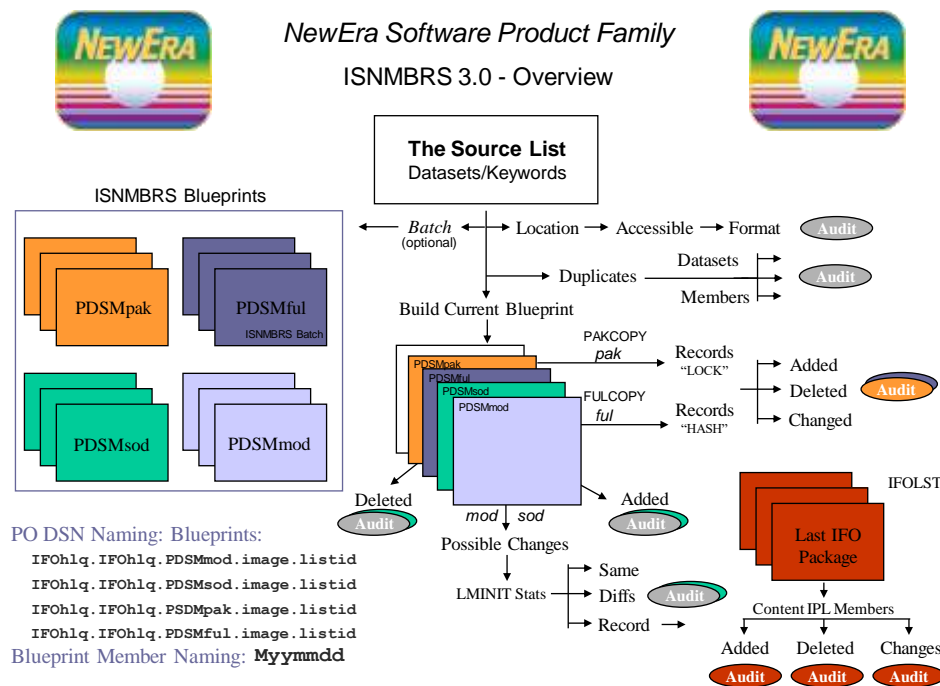 NEWERA
NewEra Software Product Family
NEWERA
ISNMBRS 3.0 - Overview
The Source List
Datasets/Keywords
ISNMBRS Blueprints
PDSMpak
PDSMful
ISNMBRS Batch
PDSMsod
PDSMmod
Batch
(optional)
Location
Accessible
Format
Audit
Duplicates
Datasets
Members
Audit
Build Current Blueprint
PDSMpak
PDSMful
PDSMsod
PDSMmod
PAKCOPY
pak
Records
"LOCK"
FULCOPY
ful
Records
"HASH"
Added
Deleted
Changed
Audit
Deleted
Audit
mod sod
Added
Audit
Possible Changes
LMINIT Stats
Same
Diffs
Record
Audit
IFOLST
Last IFO
Package
Content IPL Members
Added
Deleted
Changes
Audit
Audit
Audit
PO DSN Naming: Blueprints:
IFOhlq.IFOhlq.PDSMmod.image.listid
IFOhlq.IFOhlq.PDSMsod.image.listid
IFOhlq.IFOhlq.PSDMpak.image.listid
IFOhlq.IFOhlq.PDSMful.image.listid
Blueprint Member Naming: Myymmdd